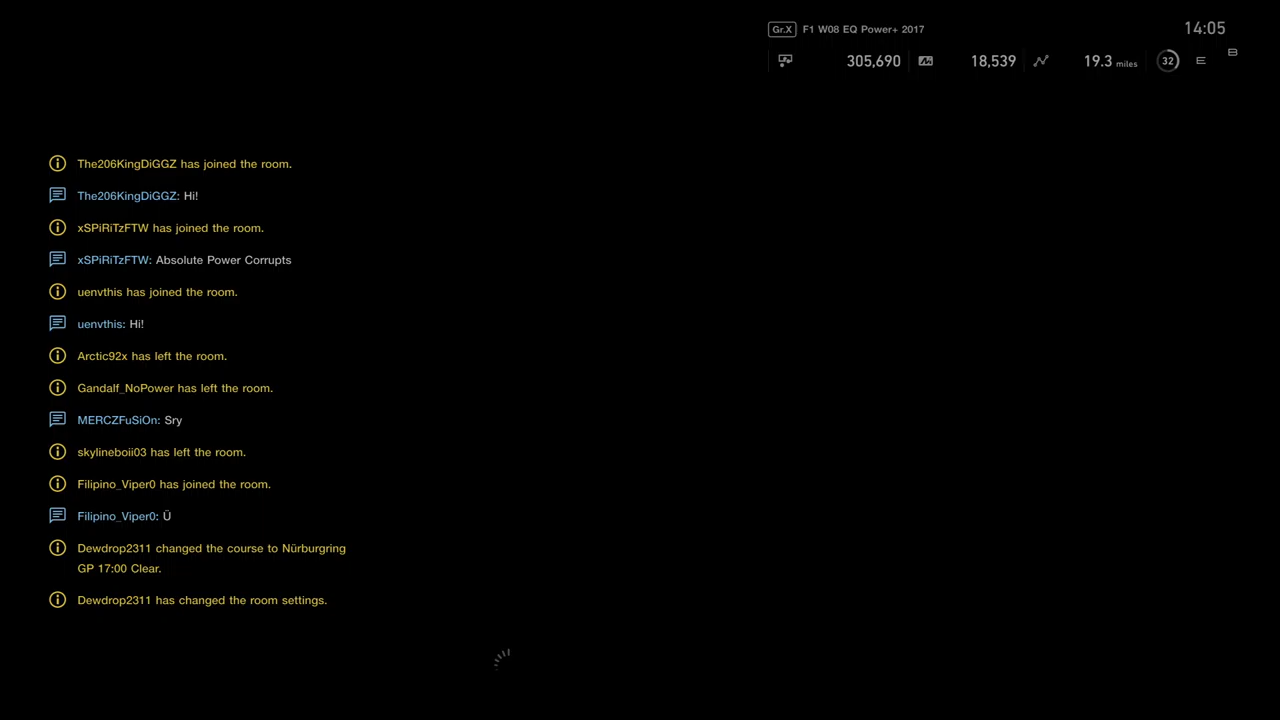 Gr.X F1 W08 EQ Power+ 2017
14:05
305,690 18,539 19.3 miles 32 E B
The206KingDiGGZ has joined the room.
The206KingDiGGZ: Hi!
xSPiRiTzFTW has joined the room.
xSPiRiTzFTW: Absolute Power Corrupts
uenvthis has joined the room.
uenvthis: Hi!
Arctic92x has left the room.
Gandalf_NoPower has left the room.
MERCZFuSiOn: Sry
skylineboii03 has left the room.
Filipino_Viper0 has joined the room.
Filipino_Viper0: Ü
Dewdrop2311 changed the course to Nürburgring
GP 17:00 Clear.
Dewdrop2311 has changed the room settings.